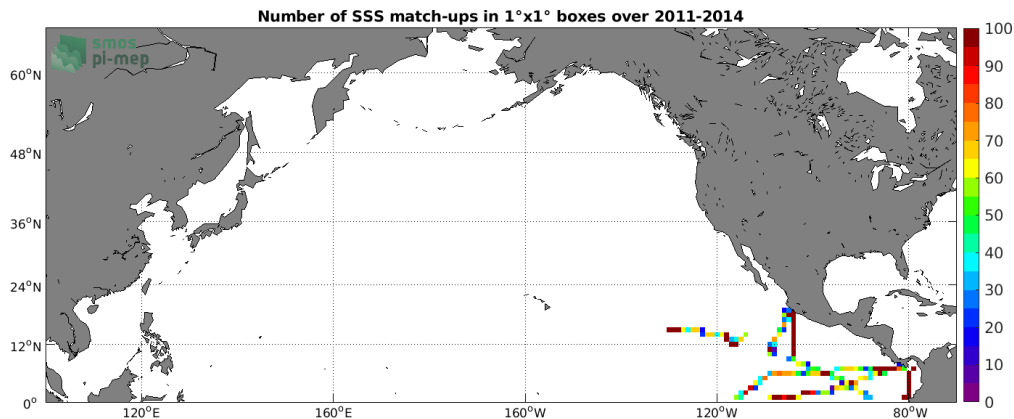 Number of SSS match-ups in 1°x1° boxes over 2011-2014
smos
pi-mep
60°N
48°N
36°N
24°N
12°N
0°
120°E
160°E
160°W
120°W
80°W
100
90
80
70
60
50
40
30
20
10
0